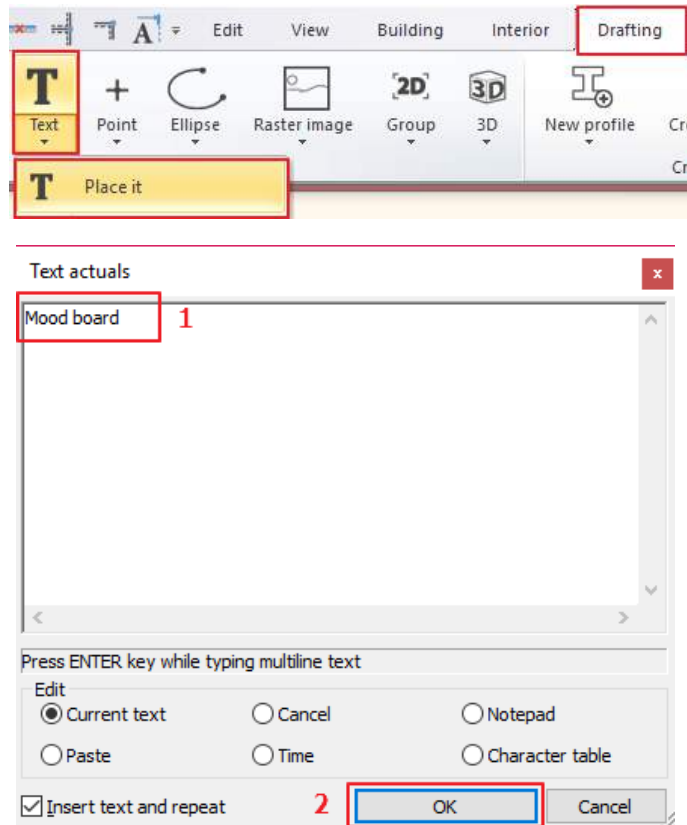 A Edit View Building Interior Drafting
T + [2D] 3D
Text Point Ellipse Raster image Group 3D New profile
T Place it
Text actuals x
Mood board 1
Press ENTER key while typing multiline text
Edit
Current text Cancel Notepad
Paste Time Character table
Insert text and repeat 2 OK Cancel